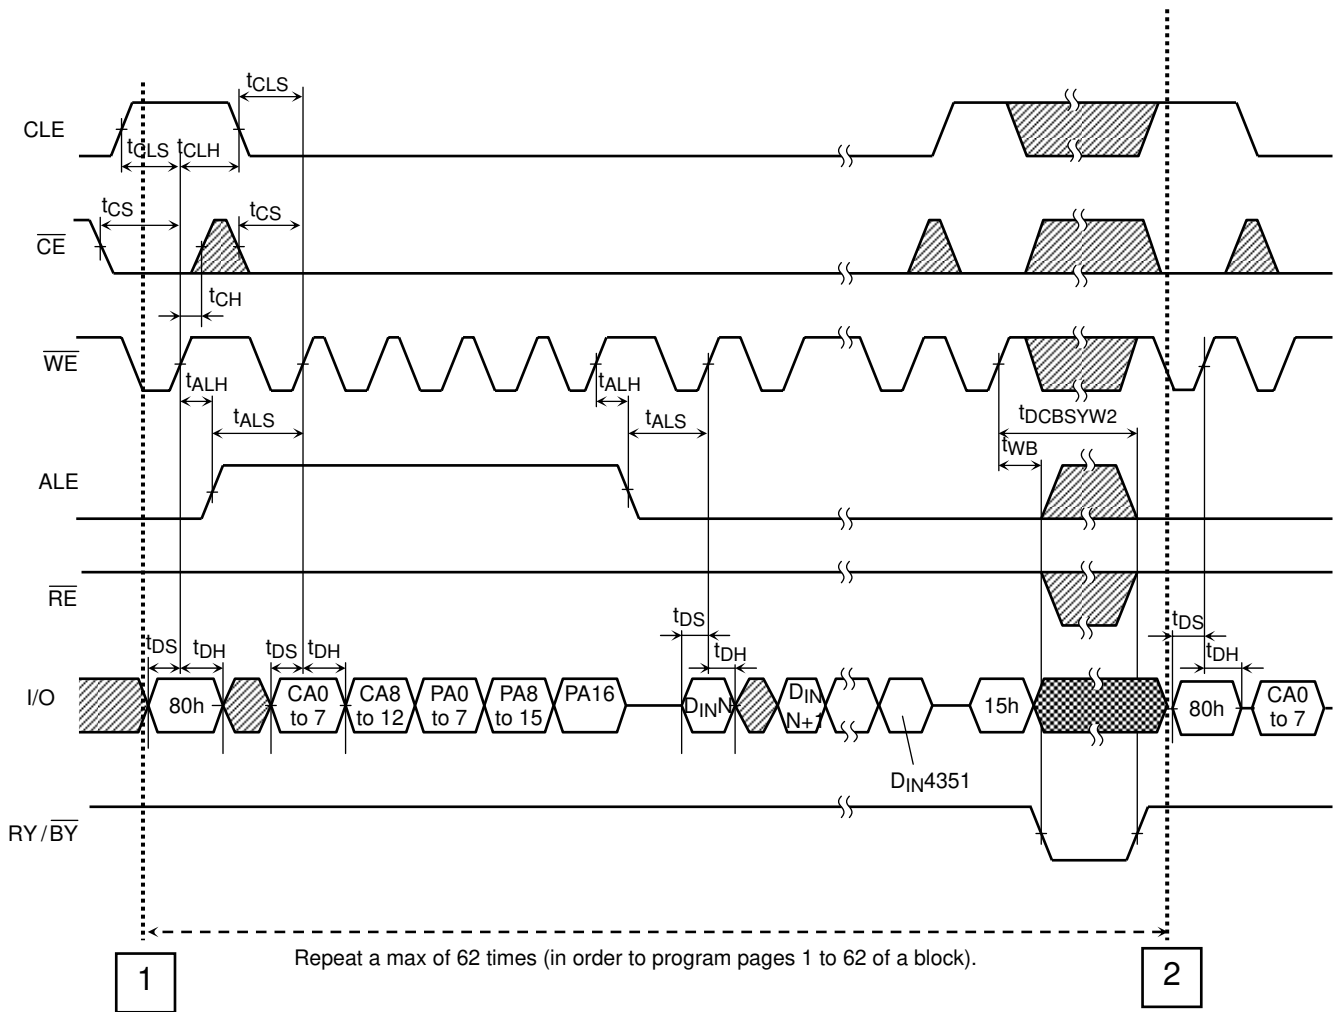 tCLS
CLE
tCLS tCLH
tCS tCS
CE
tCH
WE
tALH tALH
tALS tALS
tDCBSYW2
tWB
ALE
RE
tDS tDH tDS tDH tDS tDH tDS tDH
I/O
80h
CA0 to 7
CA8 to 12
PA0 to 7
PA8 to 15
PA16
DINN
DIN N+1
15h
80h
CA0 to 7
DIN4351
RY/BY
Repeat a max of 62 times (in order to program pages 1 to 62 of a block).
1
2